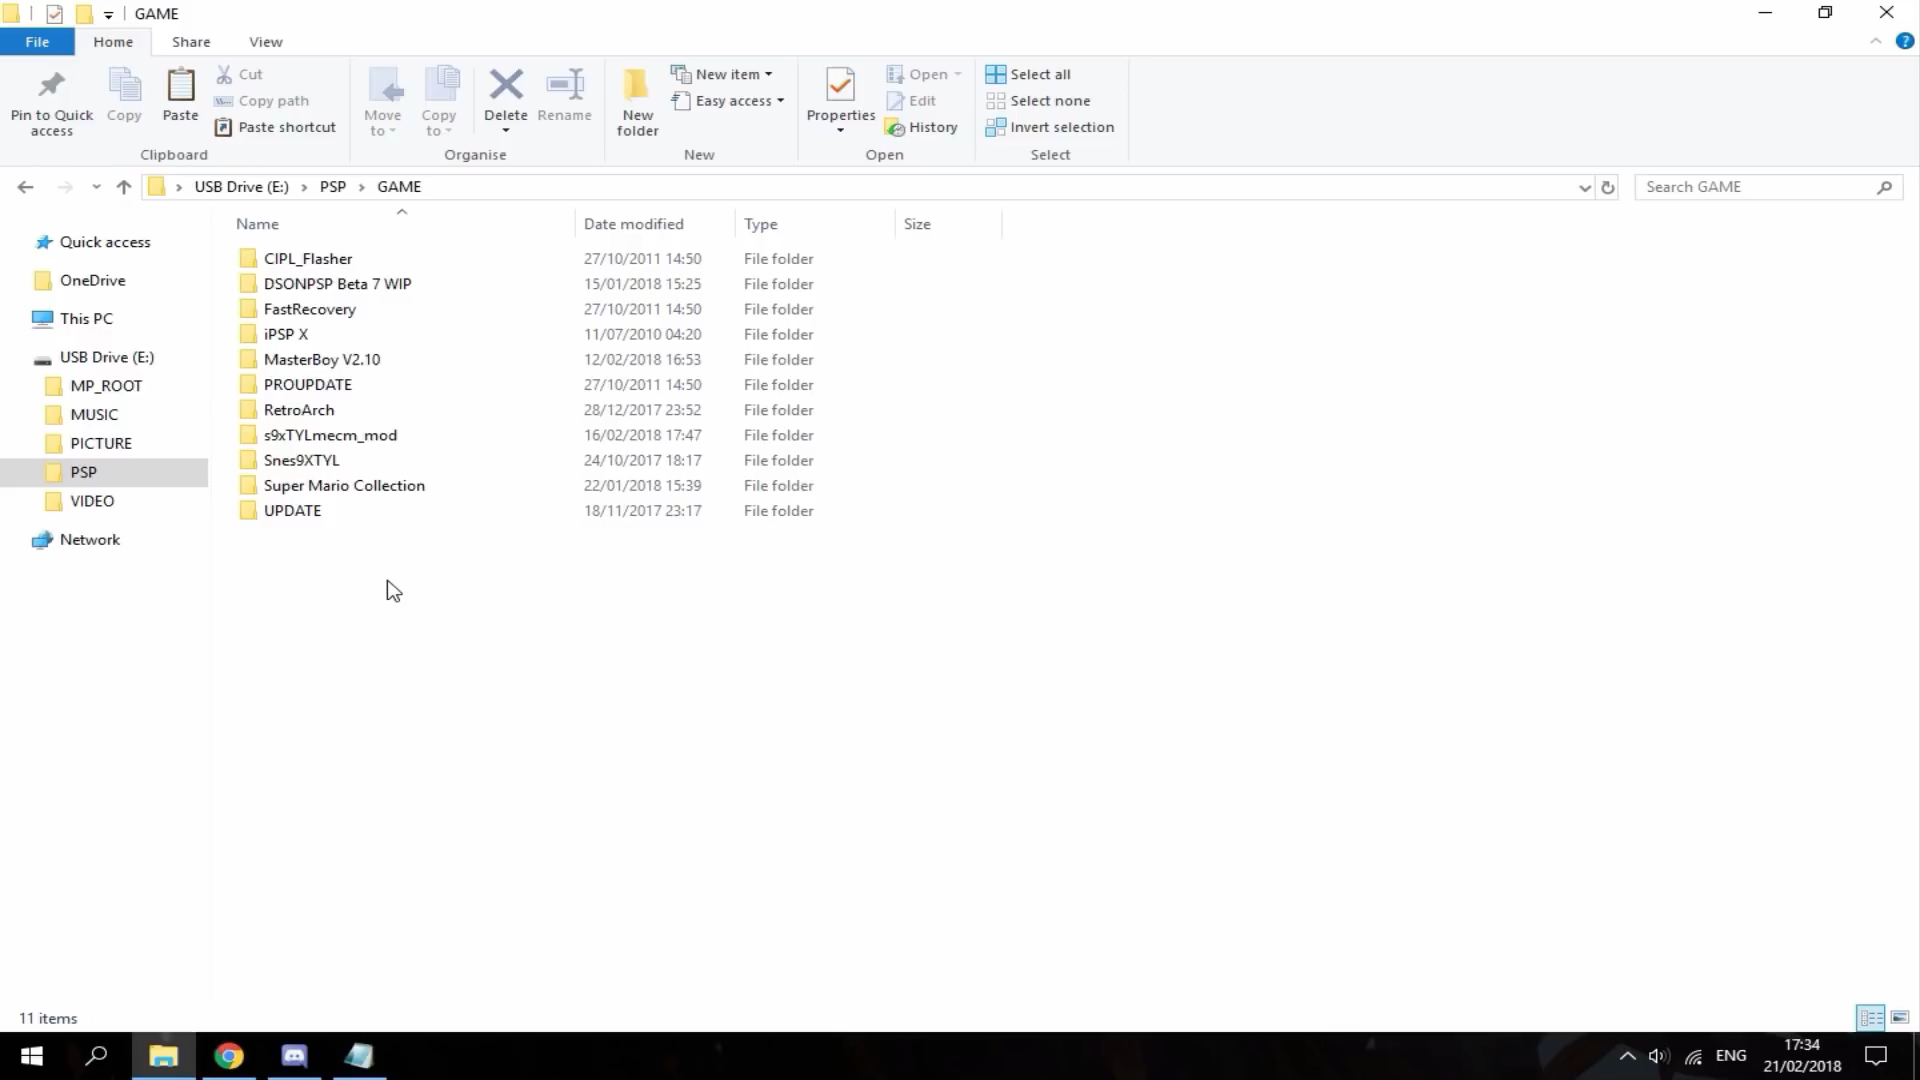 GAME
File Home Share View
Pin to Quick access
Copy
Paste
Cut
Copy path
Paste shortcut
Clipboard
Move to
Copy to
Delete
Rename
Organise
New folder
New item
Easy access
New
Properties
Open
Edit
History
Open
Select all
Select none
Invert selection
Select
USB Drive (E:) PSP GAME
Search GAME
Quick access
OneDrive
This PC
USB Drive (E:)
MP_ROOT
MUSIC
PICTURE
PSP
VIDEO
Network
Name Date modified Type Size
CIPL_Flasher 27/10/2011 14:50 File folder
DSONPSP Beta 7 WIP 15/01/2018 15:25 File folder
FastRecovery 27/10/2011 14:50 File folder
iPSP X 11/07/2010 04:20 File folder
MasterBoy V2.10 12/02/2018 16:53 File folder
PROUPDATE 27/10/2011 14:50 File folder
RetroArch 28/12/2017 23:52 File folder
s9xTYLmecm_mod 16/02/2018 17:47 File folder
Snes9XTYL 24/10/2017 18:17 File folder
Super Mario Collection 22/01/2018 15:39 File folder
UPDATE 18/11/2017 23:17 File folder
11 items
ENG
17:34
21/02/2018